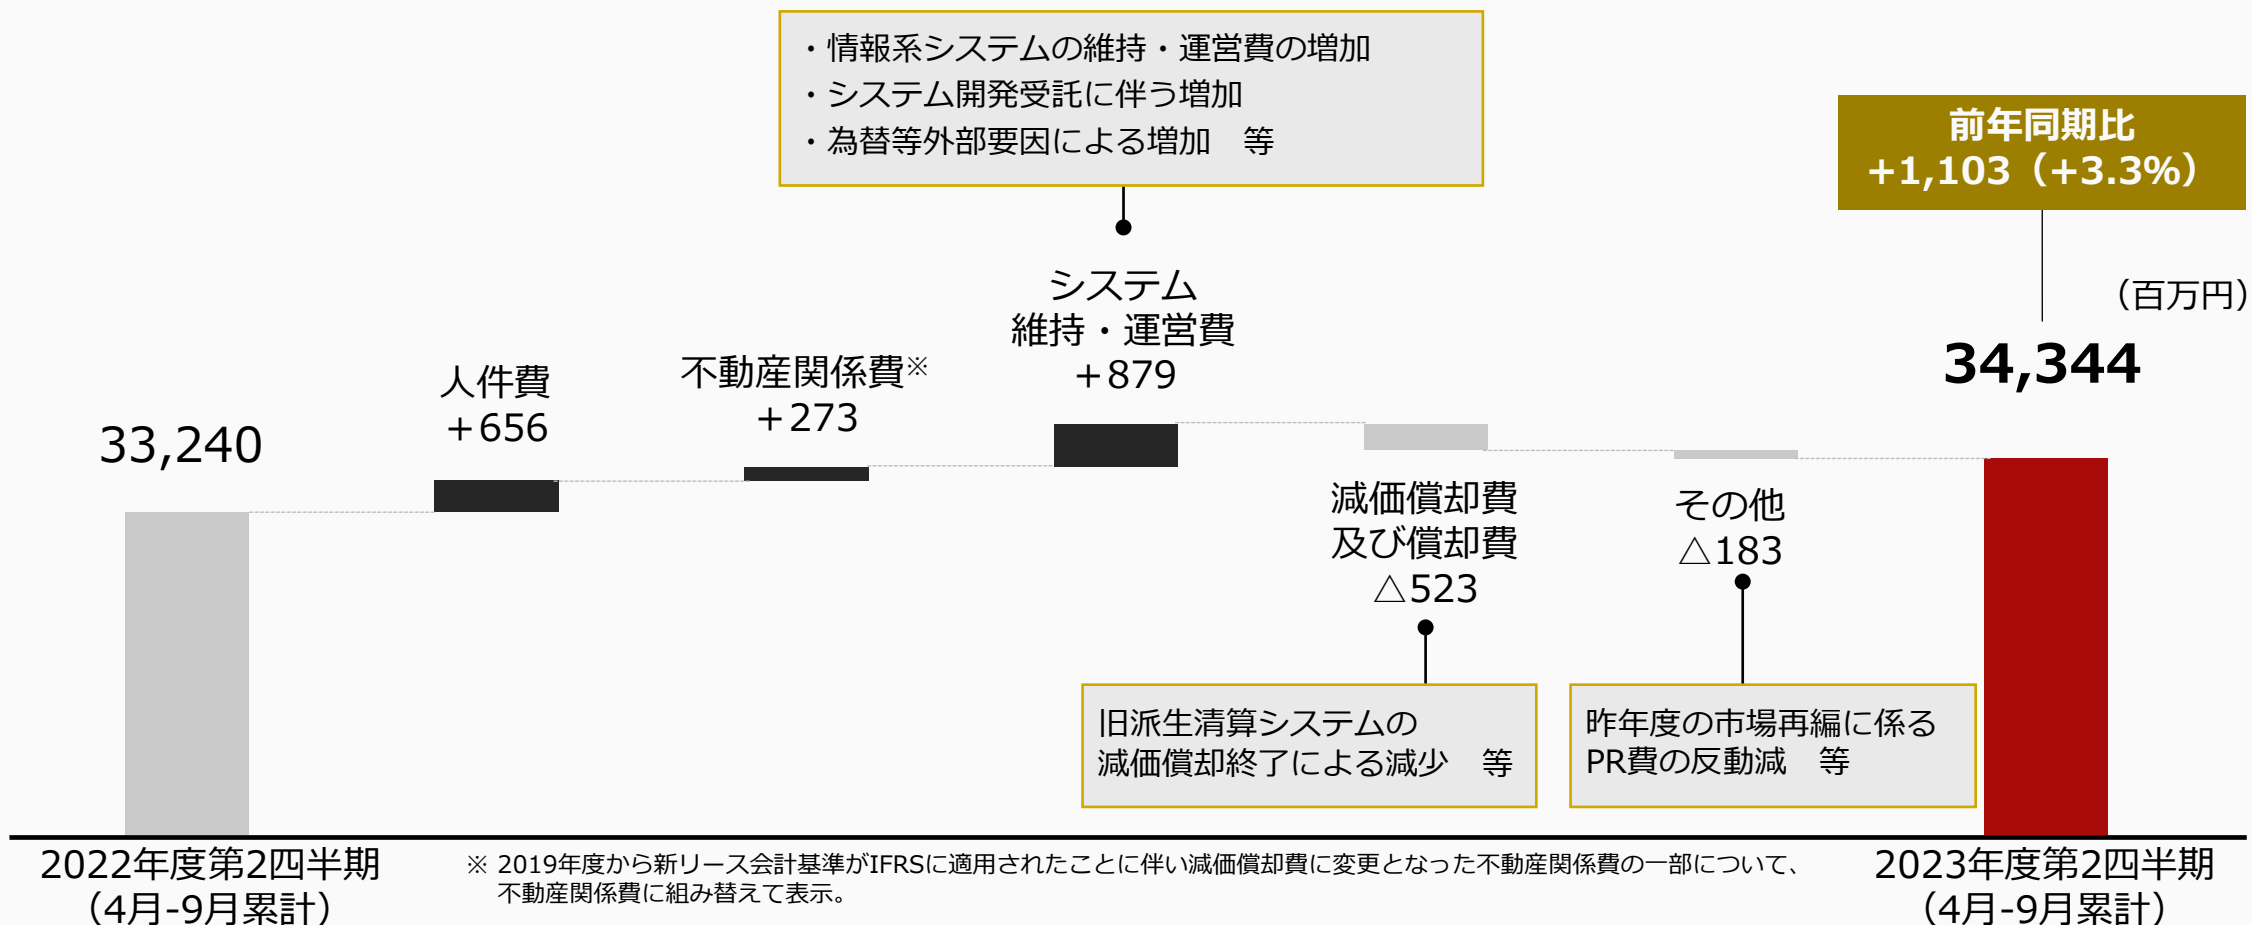 ・情報系システムの維持・運営費の増加
・システム開発受託に伴う増加
・為替等外部要因による増加　等
前年同期比
+1,103（+3.3%）
（百万円）
システム
維持・運営費
＋879
34,344
不動産関係費※
＋273
人件費
＋656
33,240
減価償却費
及び償却費
△523
その他
△183
旧派生清算システムの
減価償却終了による減少　等
昨年度の市場再編に係る
PR費の反動減　等
2022年度第2四半期
（4月-9月累計）
※ 2019年度から新リース会計基準がIFRSに適用されたことに伴い減価償却費に変更となった不動産関係費の一部について、
不動産関係費に組み替えて表示。
2023年度第2四半期
（4月-9月累計）